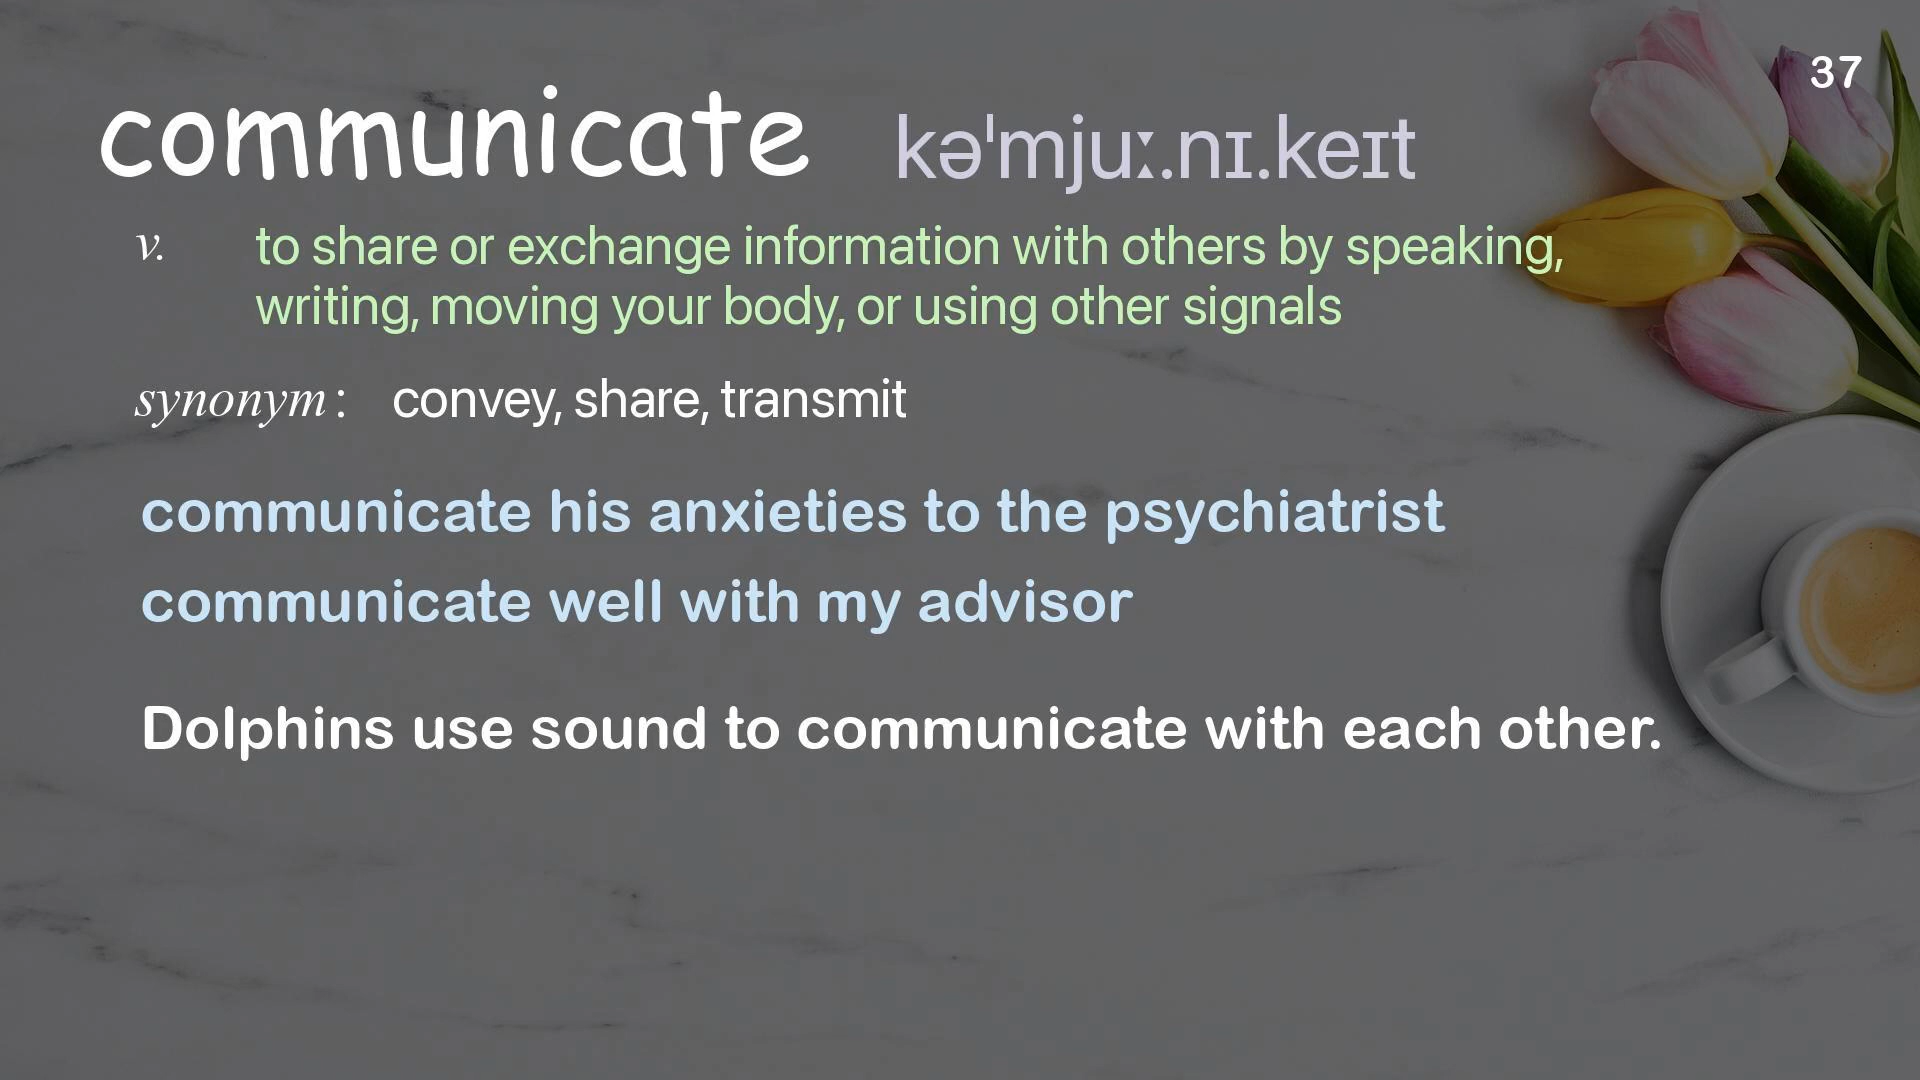 37
communicate kəˈmjuː.nɪ.keɪt
v. to share or exchange information with others by speaking,
writing, moving your body, or using other signals
synonym : convey, share, transmit
communicate his anxieties to the psychiatrist
communicate well with my advisor
Dolphins use sound to communicate with each other.